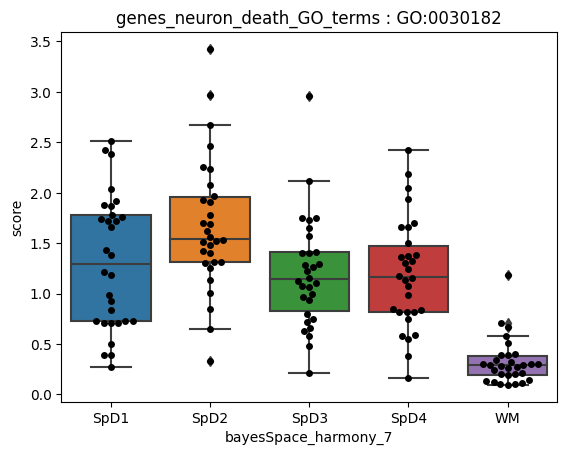 genes_neuron_death_GO_terms : GO:0030182
score
3.5
3.0
2.5
2.0
1.5
1.0
0.5
0.0
SpD1 SpD2 SpD3 SpD4 WM
bayesSpace_harmony_7